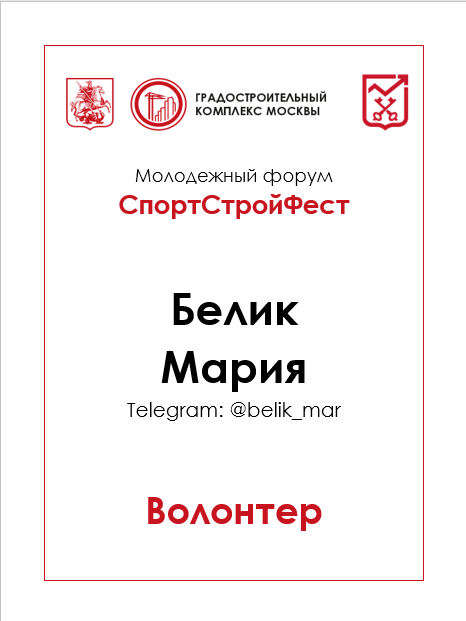 ГРАДОСТРОИТЕЛЬНЫЙ
КОМПЛЕКС МОСКВЫ
Молодежный форум
СпортСтройФест
Белик
Мария
Telegram: @belik_mar
Волонтер